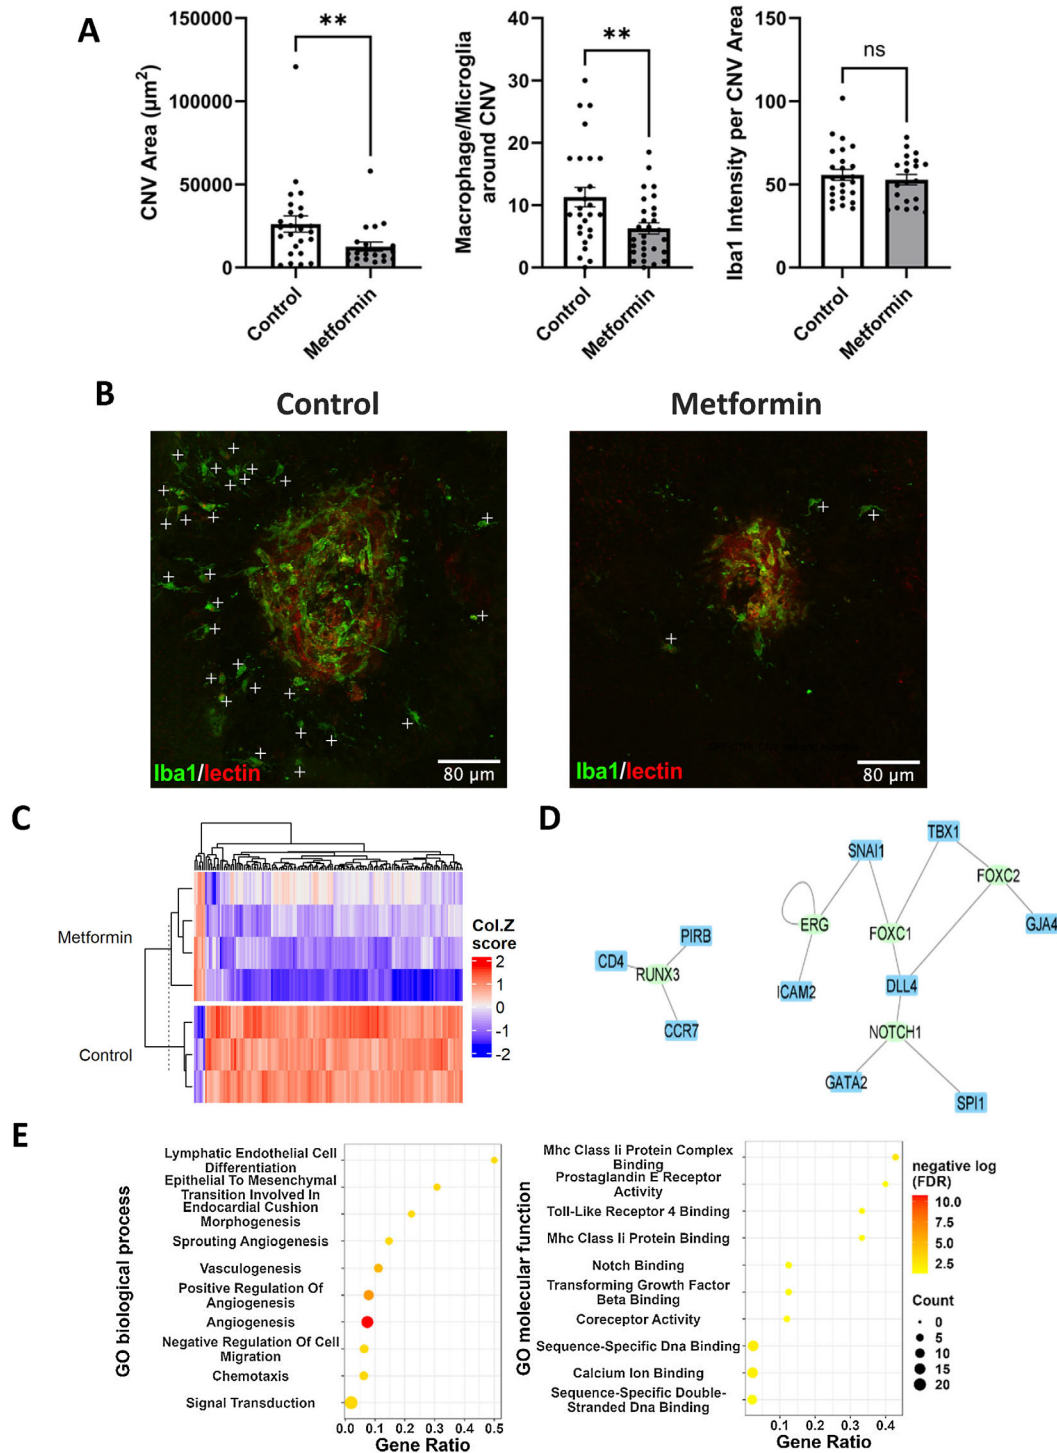 A
CNV Area (µm²)
150000
100000
50000
0
**
Control
Metformin
Macrophage/Microglia
around CNV
40
30
20
10
0
**
Control
Metformin
Iba1 Intensity per CNV Area
150
100
50
0
ns
Control
Metformin
B
Control
Metformin
Iba1/lectin
80 µm
Iba1/lectin
80 µm
C
Metformin
Control
Col.Z
score
2
1
0
-1
-2
D
TBX1
SNAI1
FOXC2
ERG
FOXC1
GJA4
PIRB
CD4
RUNX3
ICAM2
DLL4
CCR7
NOTCH1
GATA2
SPI1
E
GO biological process
Lymphatic Endothelial Cell
Differentiation
Epithelial To Mesenchymal
Transition Involved In
Endocardial Cushion
Morphogenesis
Sprouting Angiogenesis
Vasculogenesis
Positive Regulation Of
Angiogenesis
Angiogenesis
Negative Regulation Of Cell
Migration
Chemotaxis
Signal Transduction
0.0 0.1 0.2 0.3 0.4 0.5
Gene Ratio
GO molecular function
Mhc Class Ii Protein Complex
Binding
Prostaglandin E Receptor
Activity
Toll-Like Receptor 4 Binding
Mhc Class Ii Protein Binding
Notch Binding
Transforming Growth Factor
Beta Binding
Coreceptor Activity
Sequence-Specific Dna Binding
Calcium Ion Binding
Sequence-Specific Double-
Stranded Dna Binding
0.1 0.2 0.3 0.4
Gene Ratio
negative log
(FDR)
10.0
7.5
5.0
2.5
Count
0
5
10
15
20